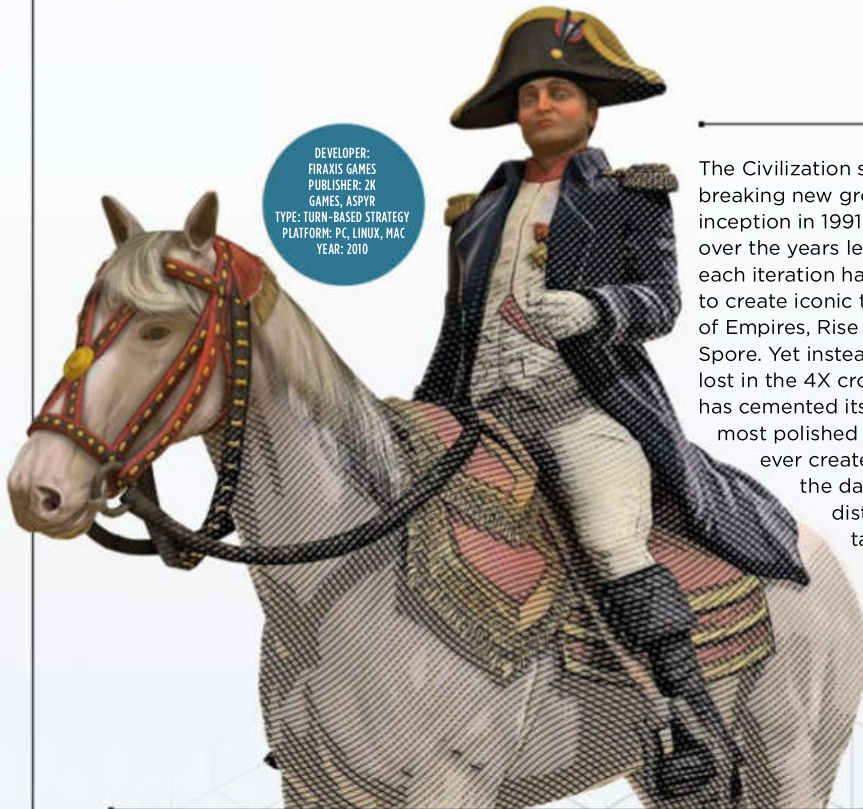 DEVELOPER:
FIRAXIS GAMES
PUBLISHER: 2K
GAMES, ASPYR
TYPE: TURN-BASED STRATEGY
PLATFORM: PC, LINUX, MAC
YEAR: 2010
The Civilization s
breaking new gro
inception in 1991
over the years le
each iteration ha
to create iconic t
of Empires, Rise
Spore. Yet instea
lost in the 4X cro
has cemented its
most polished
ever create
the da
dist
ta